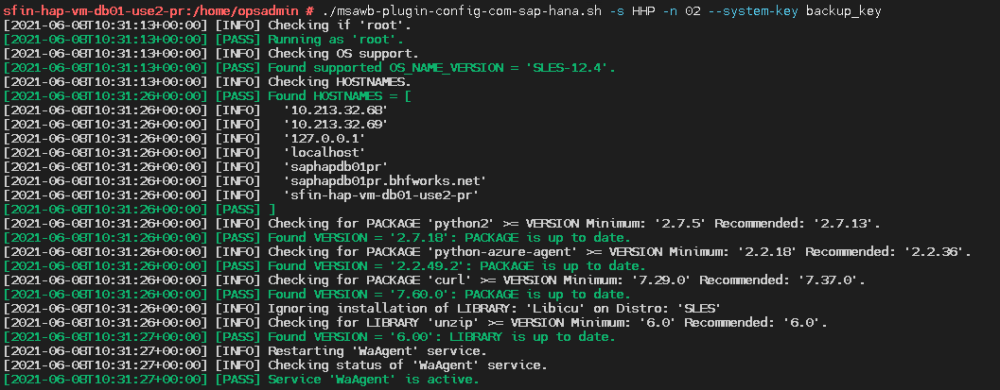 sfin-hap-vm-db01-use2-pr:/home/opsadmin # ./msawb-plugin-config-com-sap-hana.sh -s HHP -n 02 --system-key backup_key
[2021-06-08T10:31:13+00:00] [INFO] Checking if 'root'.
[2021-06-08T10:31:13+00:00] [PASS] Running as 'root'.
[2021-06-08T10:31:13+00:00] [INFO] Checking OS support.
[2021-06-08T10:31:13+00:00] [PASS] Found supported OS_NAME_VERSION = 'SLES-12.4'.
[2021-06-08T10:31:13+00:00] [INFO] Checking HOSTNAMES.
[2021-06-08T10:31:26+00:00] [PASS] Found HOSTNAMES = [
[2021-06-08T10:31:26+00:00] [INFO]   '10.213.32.68'
[2021-06-08T10:31:26+00:00] [INFO]   '10.213.32.69'
[2021-06-08T10:31:26+00:00] [INFO]   '127.0.0.1'
[2021-06-08T10:31:26+00:00] [INFO]   'localhost'
[2021-06-08T10:31:26+00:00] [INFO]   'saphapdb01pr'
[2021-06-08T10:31:26+00:00] [INFO]   'saphapdb01pr.bhfworks.net'
[2021-06-08T10:31:26+00:00] [INFO]   'sfin-hap-vm-db01-use2-pr'
[2021-06-08T10:31:26+00:00] [PASS] ]
[2021-06-08T10:31:26+00:00] [INFO] Checking for PACKAGE 'python2' >= VERSION Minimum: '2.7.5' Recommended: '2.7.13'.
[2021-06-08T10:31:26+00:00] [PASS] Found VERSION = '2.7.18': PACKAGE is up to date.
[2021-06-08T10:31:26+00:00] [INFO] Checking for PACKAGE 'python-azure-agent' >= VERSION Minimum: '2.2.18' Recommended: '2.2.36'.
[2021-06-08T10:31:26+00:00] [PASS] Found VERSION = '2.2.49.2': PACKAGE is up to date.
[2021-06-08T10:31:26+00:00] [INFO] Checking for PACKAGE 'curl' >= VERSION Minimum: '7.29.0' Recommended: '7.37.0'.
[2021-06-08T10:31:26+00:00] [PASS] Found VERSION = '7.60.0': PACKAGE is up to date.
[2021-06-08T10:31:26+00:00] [INFO] Ignoring installation of LIBRARY: 'Libicu' on Distro: 'SLES'
[2021-06-08T10:31:26+00:00] [INFO] Checking for LIBRARY 'unzip' >= VERSION Minimum: '6.0' Recommended: '6.0'.
[2021-06-08T10:31:27+00:00] [PASS] Found VERSION = '6.00': LIBRARY is up to date.
[2021-06-08T10:31:27+00:00] [INFO] Restarting 'WaAgent' service.
[2021-06-08T10:31:27+00:00] [INFO] Checking status of 'WaAgent' service.
[2021-06-08T10:31:27+00:00] [PASS] Service 'WaAgent' is active.